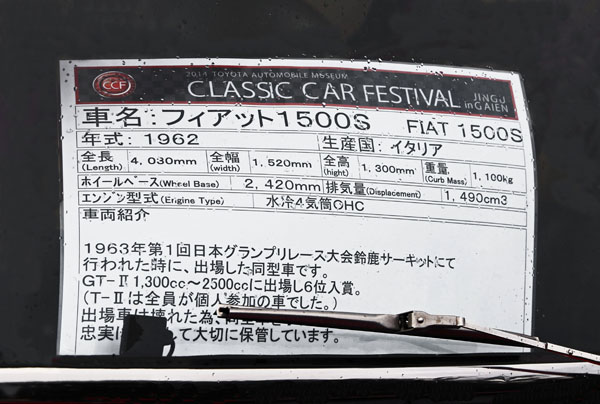 CCF
2014 TOYOTA AUTOMOBILE MUSEUM
CLASSIC CAR FESTIVAL JINGU in GAIEN
車名：フィアット1500S FIAT 1500S
年式：1962 生産国：イタリア
全長(Length) 4,030mm 全幅(width) 1,520mm 全高(hight) 1,300mm 重量(Curb Mass) 1,100kg
ホイールベース(Wheel Base) 2,420mm 排気量(Displacement) 1,490cm3
エンジン型式(Engine Type) 水冷4気筒OHC
車両紹介
1963年第1回日本グランプリレース大会鈴鹿サーキットにて
行われた時に、出場した同型車です。
GT-Ⅱ1,300cc～2500ccに出場し6位入賞。
(T-Ⅱは全員が個人参加の車でした。)
出場車は壊れた為、同型
忠実に して大切に保管しています。